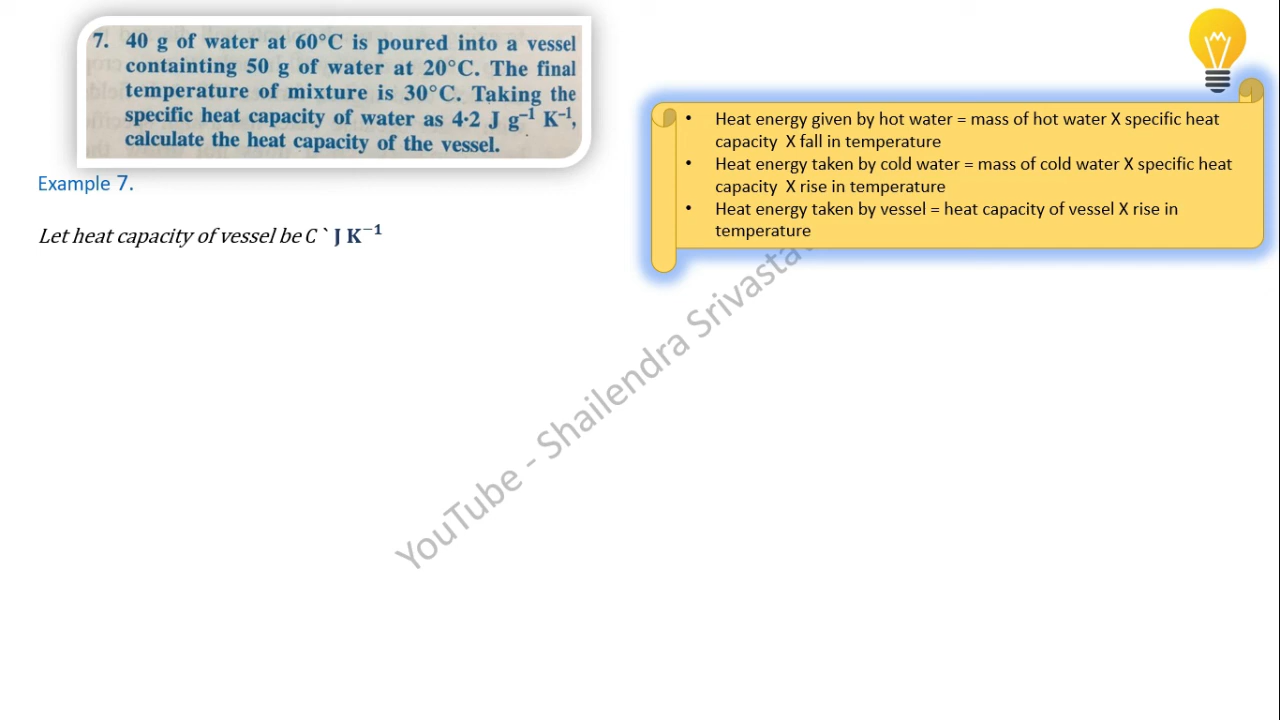 7. 40 g of water at 60°C is poured into a vessel
containting 50 g of water at 20°C. The final
temperature of mixture is 30°C. Taking the
specific heat capacity of water as 4·2 J g⁻¹ K⁻¹,
calculate the heat capacity of the vessel.
Example 7.
Let heat capacity of vessel be C ` J K⁻¹
• Heat energy given by hot water = mass of hot water X specific heat
capacity X fall in temperature
• Heat energy taken by cold water = mass of cold water X specific heat
capacity X rise in temperature
• Heat energy taken by vessel = heat capacity of vessel X rise in
temperature
YouTube - Shailendra Srivasta